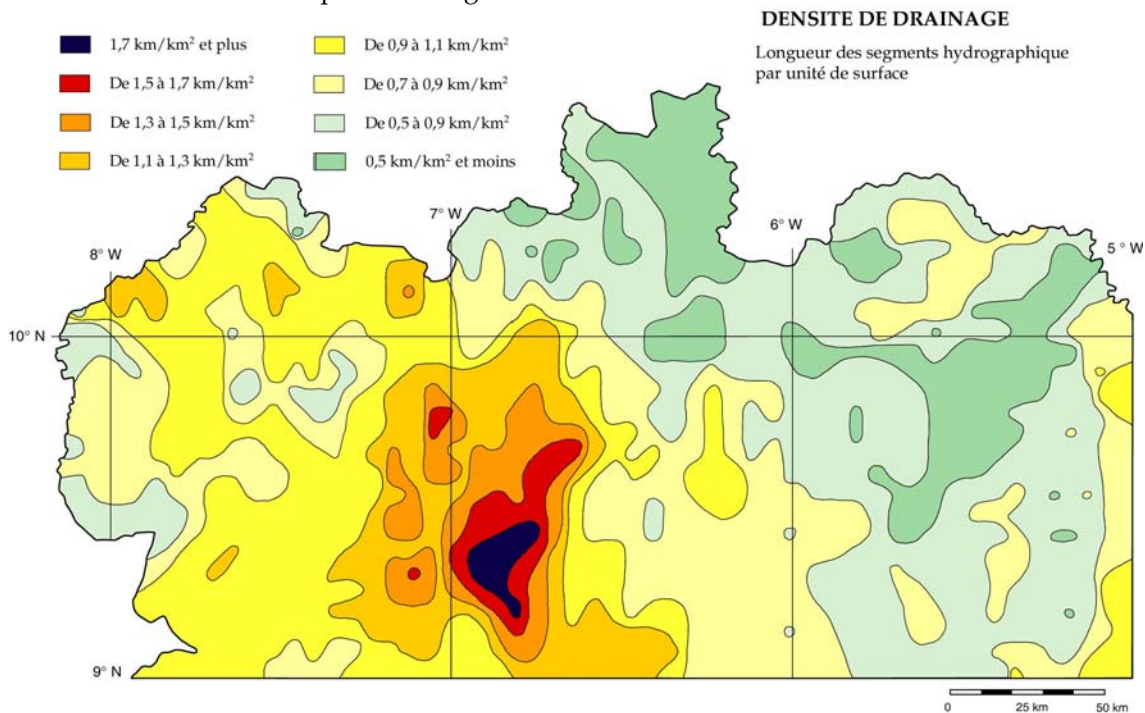 DENSITE DE DRAINAGE
Longueur des segments hydrographique
par unité de surface
1,7 km/km² et plus
De 1,5 à 1,7 km/km²
De 1,3 à 1,5 km/km²
De 1,1 à 1,3 km/km²
De 0,9 à 1,1 km/km²
De 0,7 à 0,9 km/km²
De 0,5 à 0,9 km/km²
0,5 km/km² et moins
8° W
7° W
6° W
5° W
10° N
9° N
0 25 km 50 km